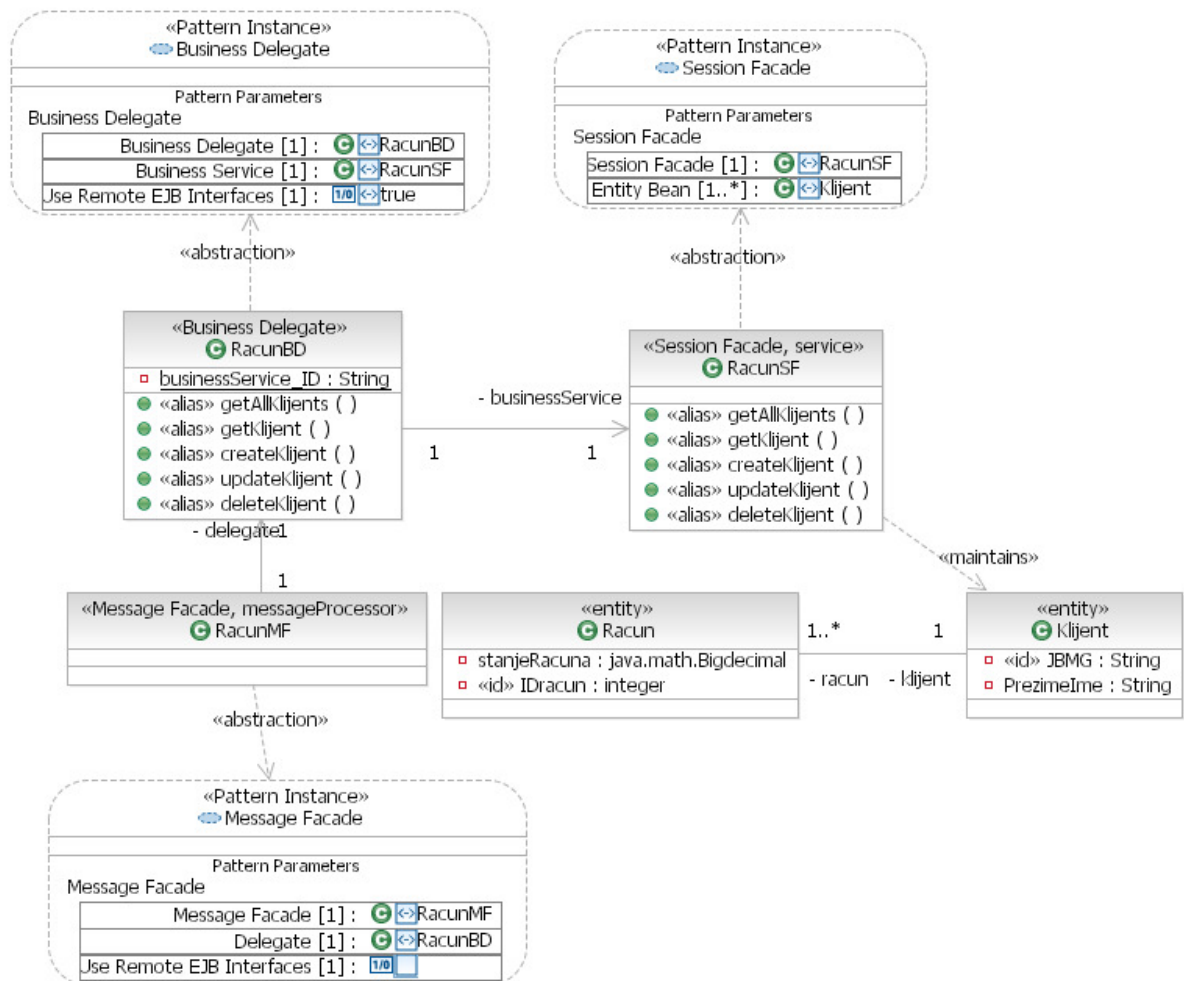 «Pattern Instance»
Business Delegate
Pattern Parameters
Business Delegate
Business Delegate [1] : RacunBD
Business Service [1] : RacunSF
Use Remote EJB Interfaces [1] : 1/0 true
«Pattern Instance»
Session Facade
Pattern Parameters
Session Facade
Session Facade [1] : C RacunSF
Entity Bean [1..*] : C Klijent
«abstraction»
«abstraction»
«Business Delegate»
C RacunBD
businessService_ID : String
«alias» getAllKlijents ( )
«alias» getKlijent ( )
«alias» createKlijent ( )
«alias» updateKlijent ( )
«alias» deleteKlijent ( )
- businessService
1
1
«Session Facade, service»
C RacunSF
«alias» getAllKlijents ( )
«alias» getKlijent ( )
«alias» createKlijent ( )
«alias» updateKlijent ( )
«alias» deleteKlijent ( )
- delegate
1
1
«maintains»
«Message Facade, messageProcessor»
C RacunMF
«entity»
C Racun
stanjeRacuna : java.math.Bigdecimal
«id» IDracun : integer
1..*
1
- racun
- klijent
«entity»
C Klijent
«id» JBMG : String
PrezimeIme : String
«abstraction»
«Pattern Instance»
Message Facade
Pattern Parameters
Message Facade
Message Facade [1] : C RacunMF
Delegate [1] : C RacunBD
Use Remote EJB Interfaces [1] : 1/0